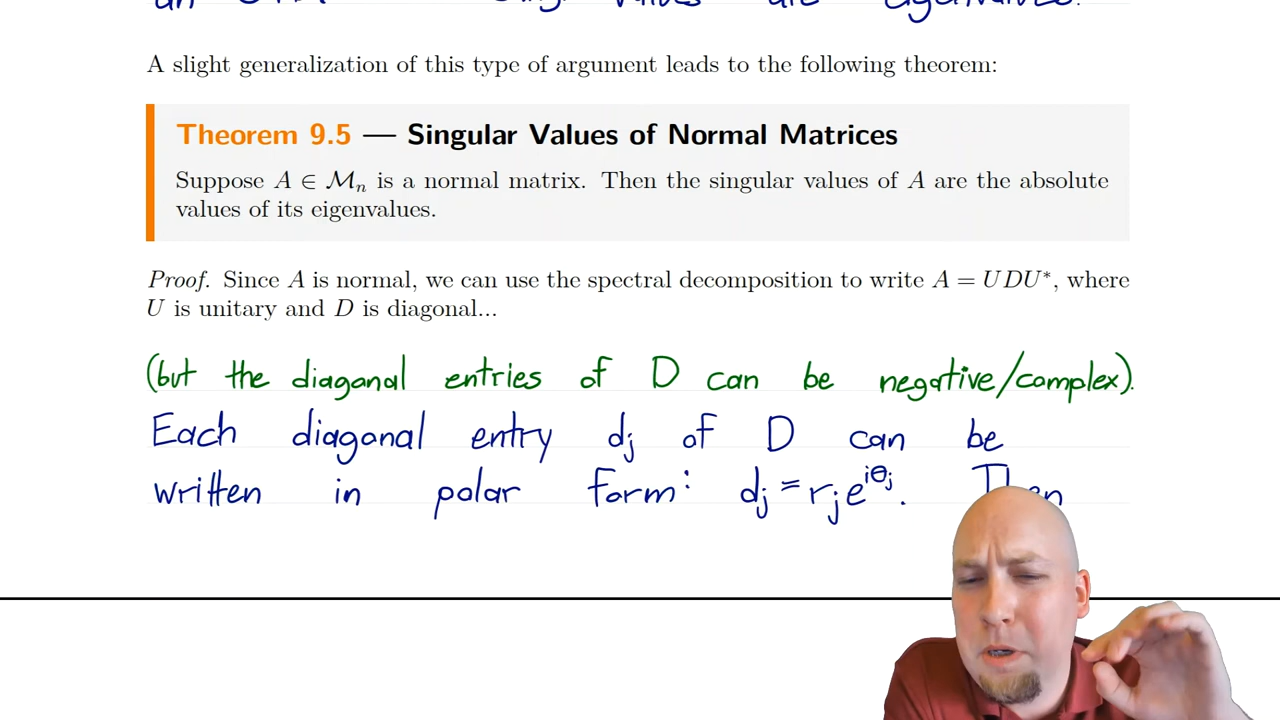 are eigenvalues.
A slight generalization of this type of argument leads to the following theorem:
Theorem 9.5 — Singular Values of Normal Matrices
Suppose A ∈ 𝓜ₙ is a normal matrix. Then the singular values of A are the absolute
values of its eigenvalues.
Proof. Since A is normal, we can use the spectral decomposition to write A = UDU*, where
U is unitary and D is diagonal...
(but the diagonal entries of D can be negative/complex).
Each diagonal entry dⱼ of D can be
written in polar form: dⱼ = rⱼe^{iθⱼ}. Then